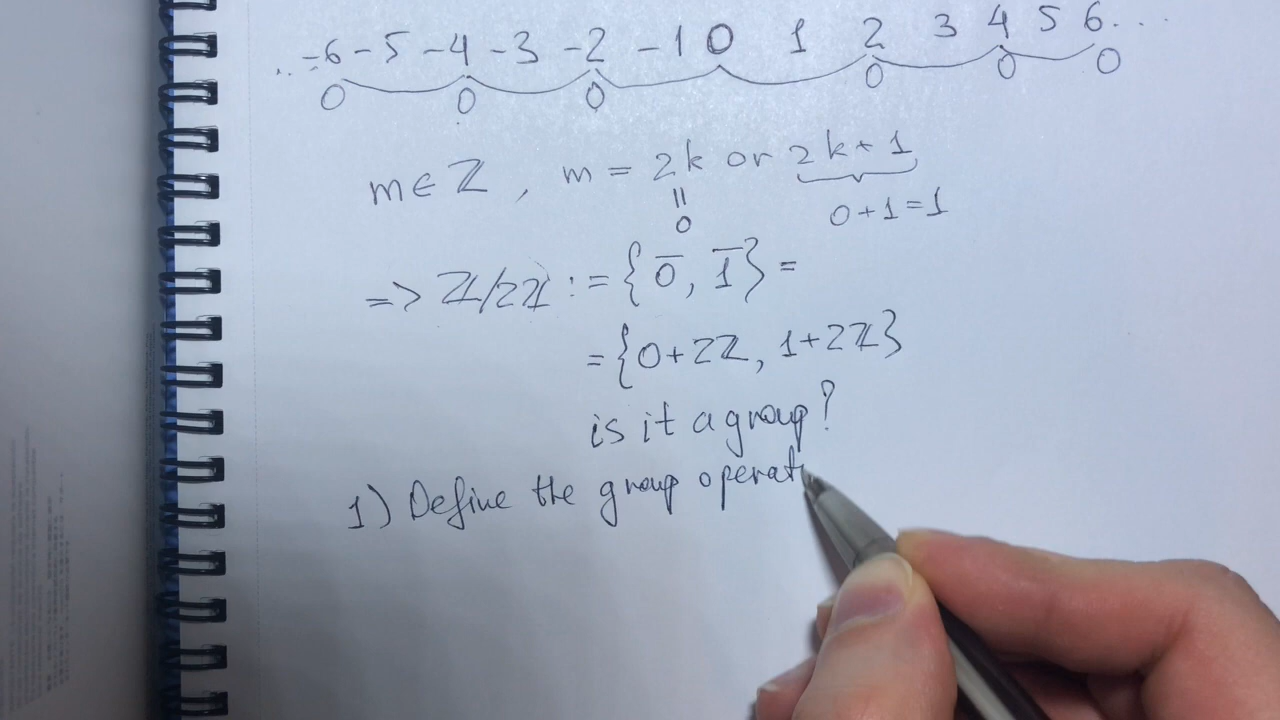 ..-6 -5 -4 -3 -2 -1 0 1 2 3 4 5 6...
0 0 0 0 0 0
m ∈ ℤ , m = 2k or 2k+1
॥ 0+1=1
0
=> ℤ/2ℤ := { 0̅, 1̅ } =
= { 0+2ℤ, 1+2ℤ }
is it a group?
1) Define the group operat